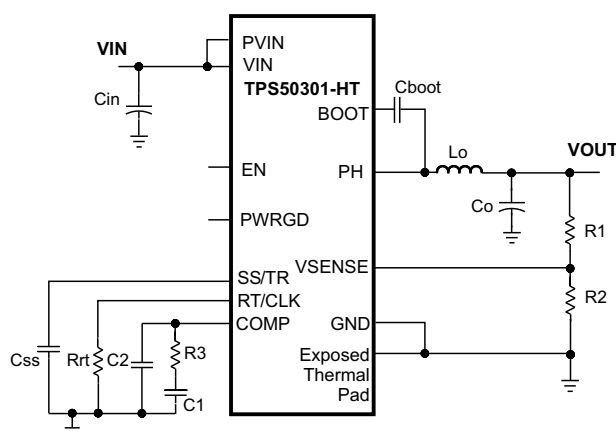 PVIN
VIN
VIN
TPS50301-HT
Cin
BOOT
Cboot
EN
PH
Lo
VOUT
Co
PWRGD
R1
VSENSE
SS/TR
RT/CLK
R2
COMP
GND
Css
Rrt
C2
R3
C1
Exposed
Thermal
Pad